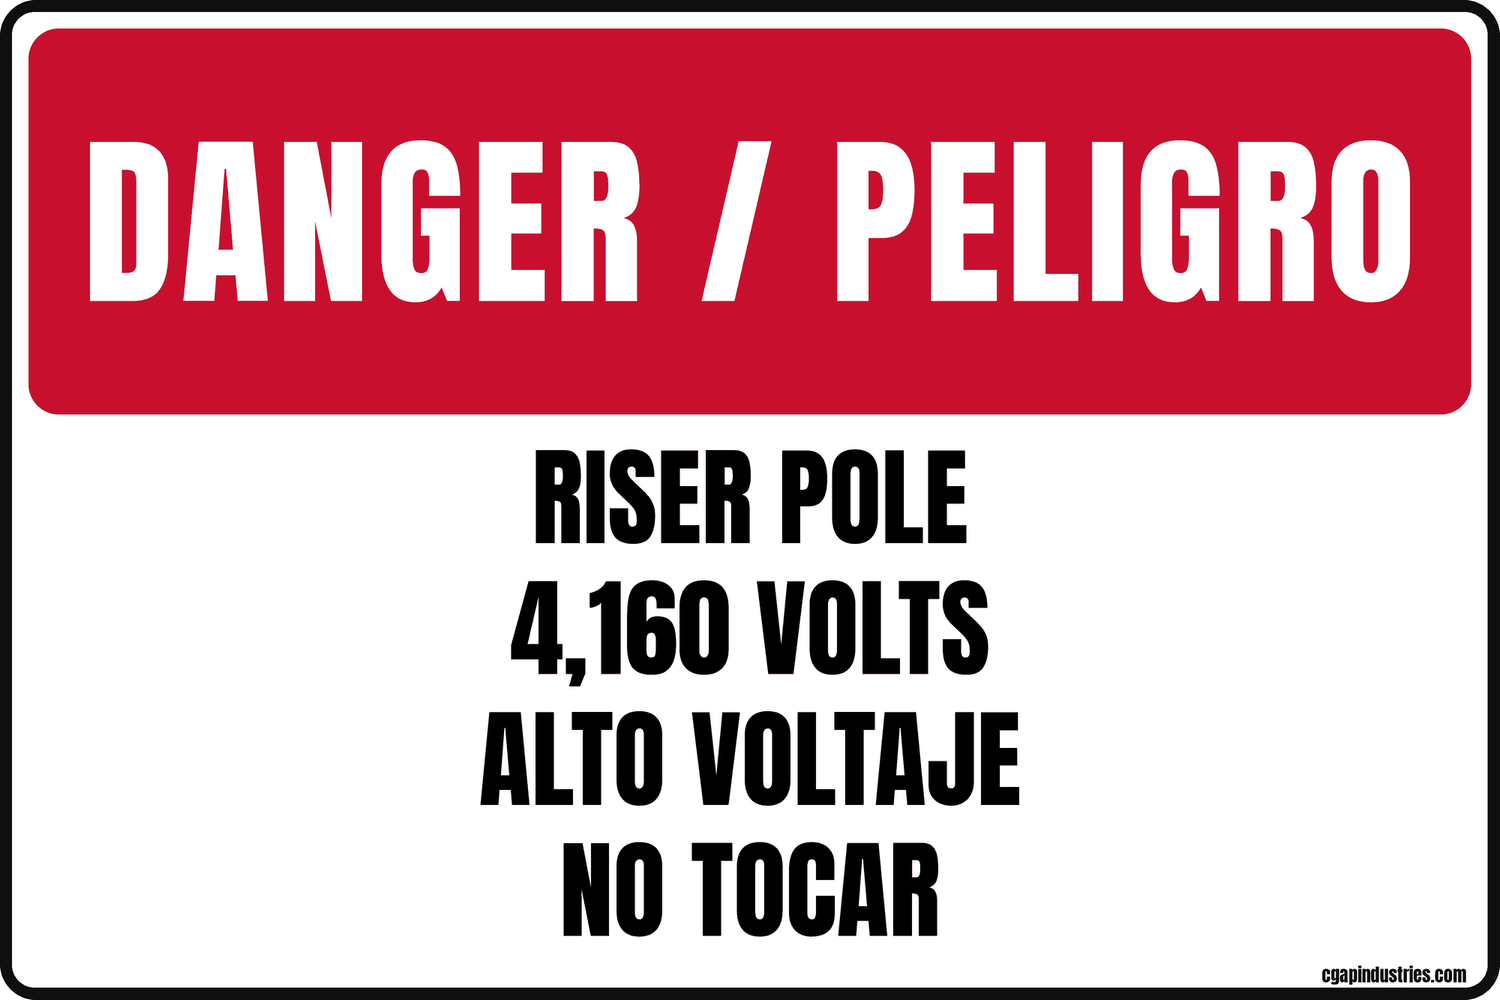 DANGER / PELIGRO
RISER POLE
4,160 VOLTS
ALTO VOLTAJE
NO TOCAR
cgapindustries.com